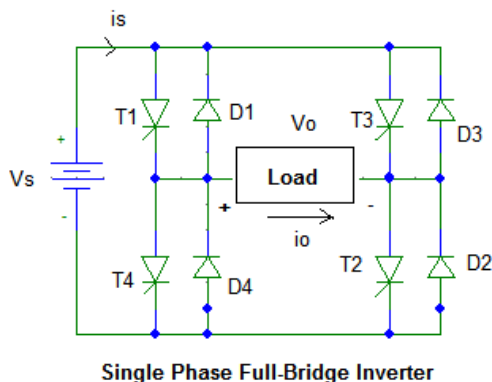 is
T1
D1
Vo
T3
D3
+
Vs
-
Load
+
-
io
T4
D4
T2
D2
Single Phase Full-Bridge Inverter